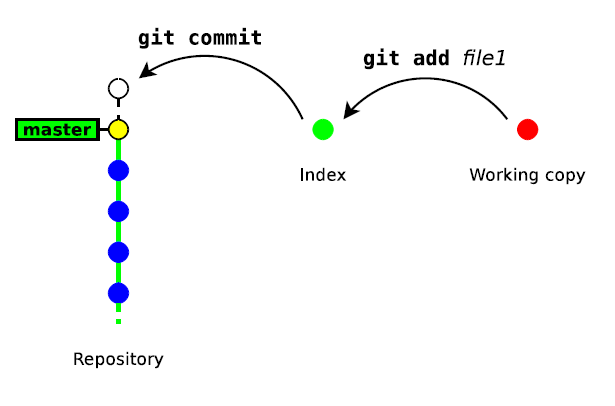 git commit
git add file1
master
Index
Working copy
Repository